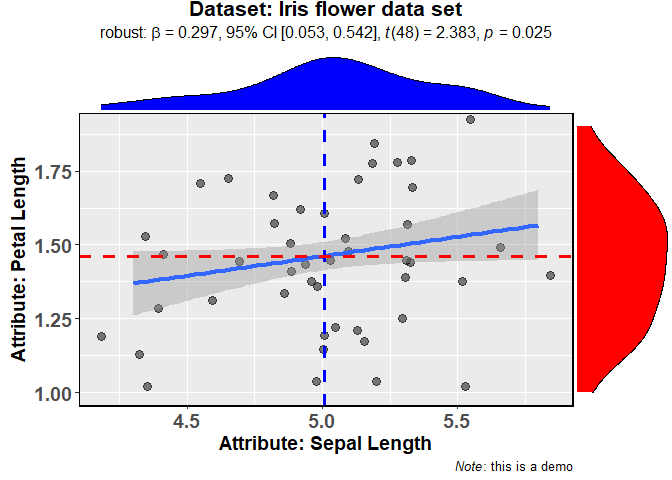 Dataset: Iris flower data set
robust: β = 0.297, 95% CI [0.053, 0.542], t(48) = 2.383, p = 0.025
Attribute: Petal Length
1.75
1.50
1.25
1.00
4.5 5.0 5.5
Attribute: Sepal Length
Note: this is a demo